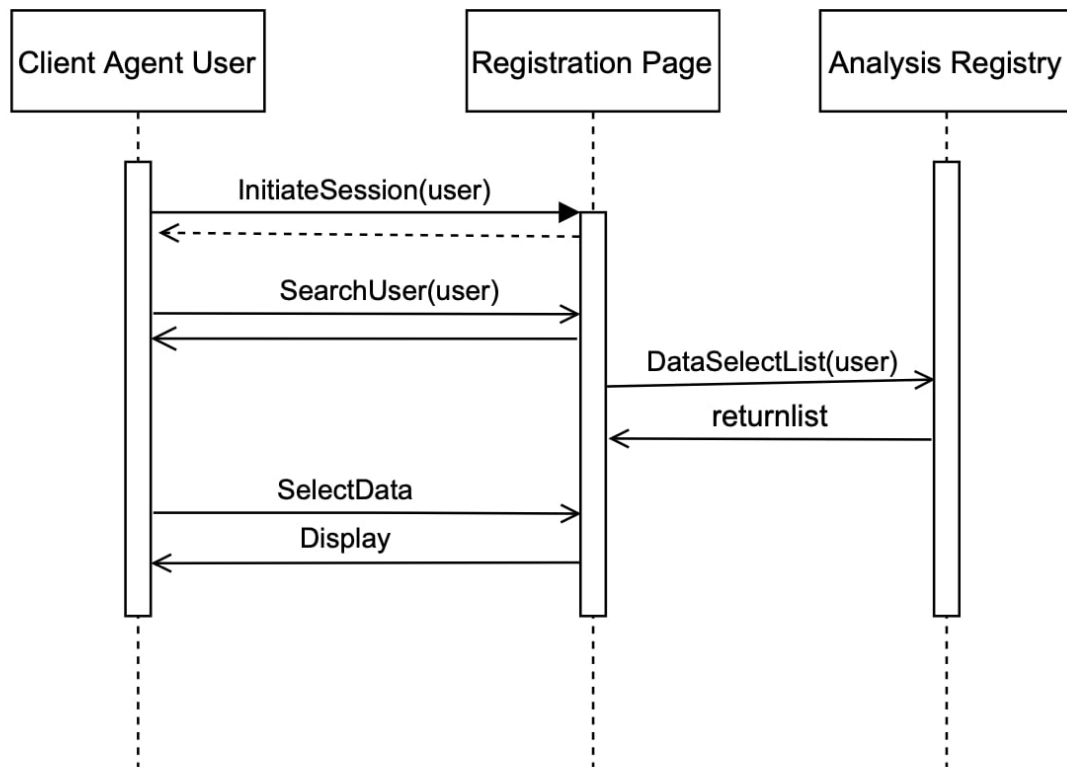 Client Agent User
Registration Page
Analysis Registry
InitiateSession(user)
SearchUser(user)
DataSelectList(user)
returnlist
SelectData
Display